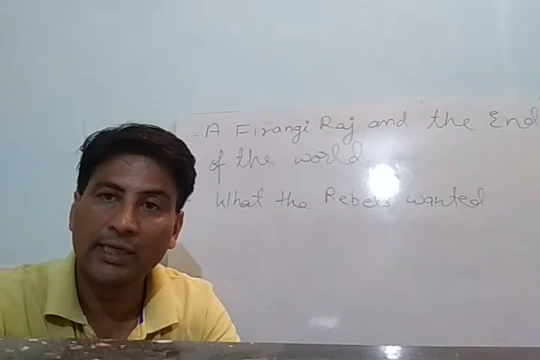 A Firangi Raj and the End
of the world
What the Rebels wanted